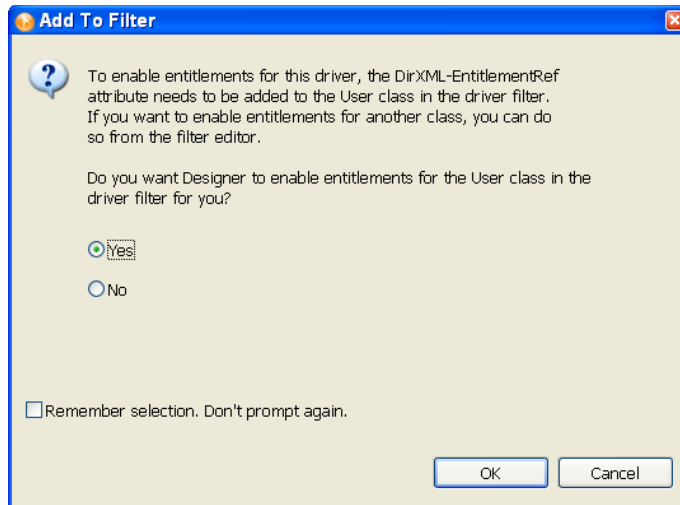 Add To Filter
To enable entitlements for this driver, the DirXML-EntitlementRef
attribute needs to be added to the User class in the driver filter.
If you want to enable entitlements for another class, you can do
so from the filter editor.
Do you want Designer to enable entitlements for the User class in the
driver filter for you?
Yes
No
Remember selection. Don't prompt again.
OK
Cancel